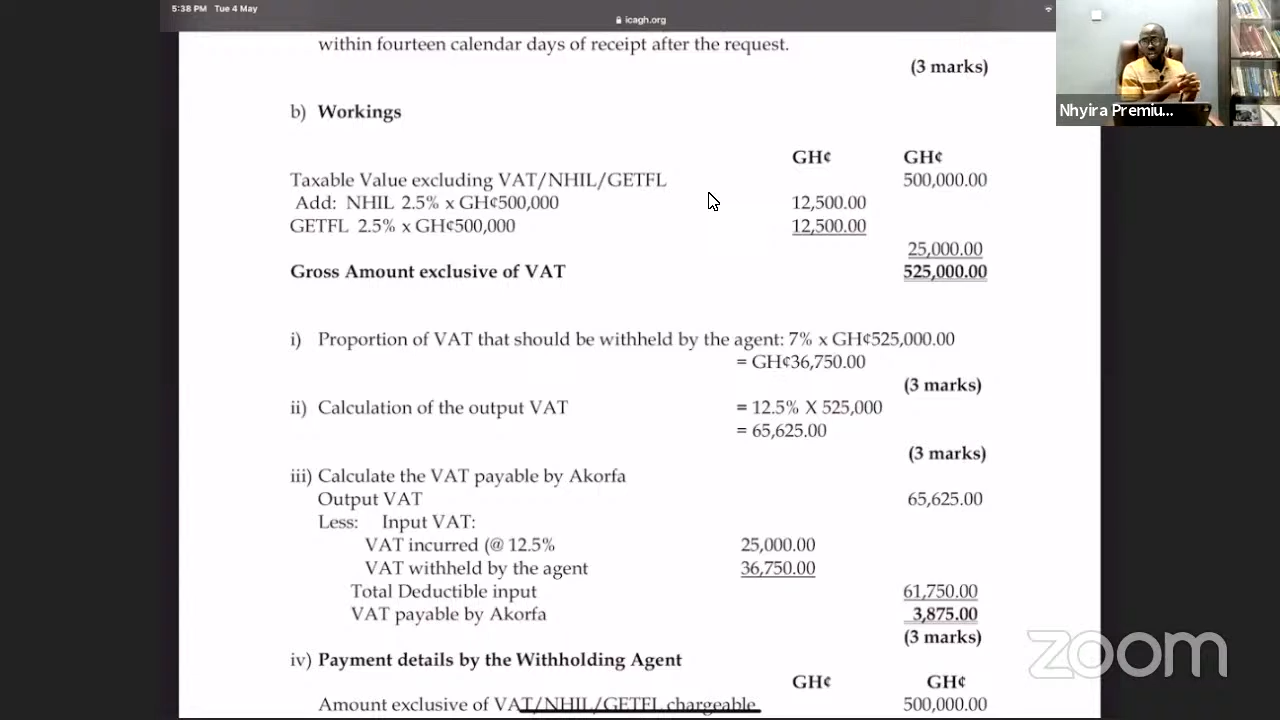 5:38 PM Tue 4 May
icagh.org
within fourteen calendar days of receipt after the request.
(3 marks)
b) Workings
GH¢ GH¢
Taxable Value excluding VAT/NHIL/GETFL 500,000.00
Add: NHIL 2.5% x GH¢500,000 12,500.00
GETFL 2.5% x GH¢500,000 12,500.00
25,000.00
Gross Amount exclusive of VAT 525,000.00
i) Proportion of VAT that should be withheld by the agent: 7% x GH¢525,000.00
= GH¢36,750.00
(3 marks)
ii) Calculation of the output VAT = 12.5% X 525,000
= 65,625.00
(3 marks)
iii) Calculate the VAT payable by Akorfa
Output VAT 65,625.00
Less: Input VAT:
VAT incurred (@ 12.5% 25,000.00
VAT withheld by the agent 36,750.00
Total Deductible input 61,750.00
VAT payable by Akorfa 3,875.00
(3 marks)
iv) Payment details by the Withholding Agent
GH¢ GH¢
Amount exclusive of VAT/NHIL/GETFL chargeable 500,000.00
Nhyira Premiu...
zoom